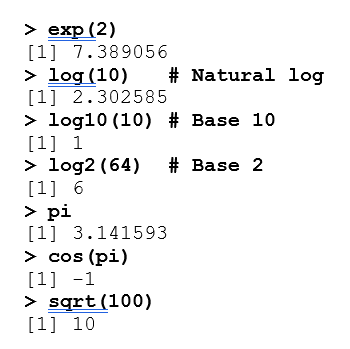 > exp(2)
[1] 7.389056
> log(10)   # Natural log
[1] 2.302585
> log10(10) # Base 10
[1] 1
> log2(64)  # Base 2
[1] 6
> pi
[1] 3.141593
> cos(pi)
[1] -1
> sqrt(100)
[1] 10